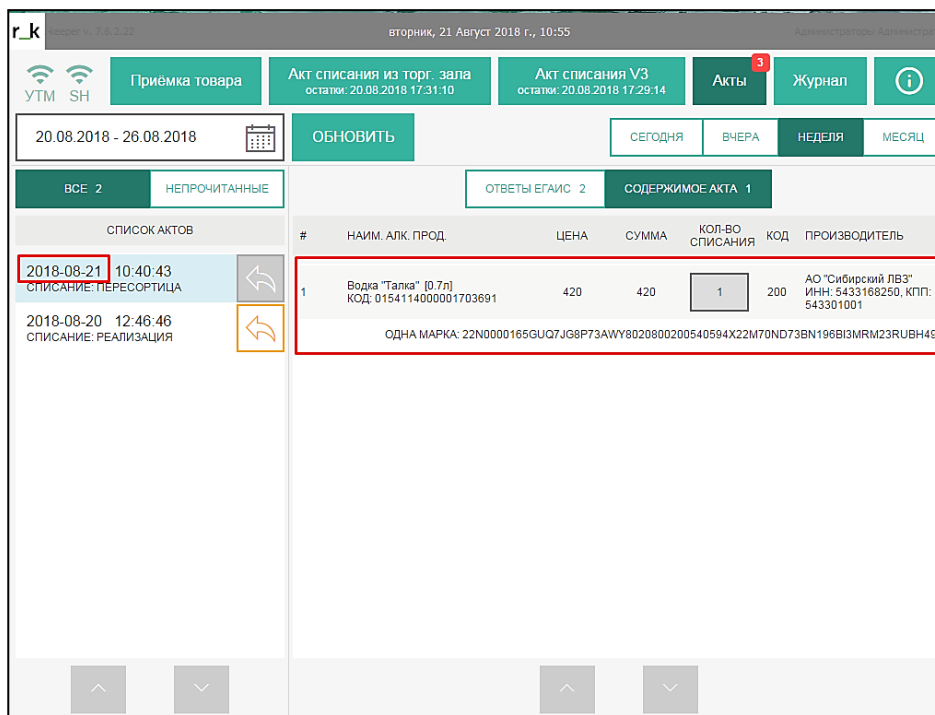 r_k
keeper v. 7.6.2.22
вторник, 21 Август 2018 г., 10:55
УТМ SH
Приёмка товара
Акт списания из торг. зала
остатки: 20.08.2018 17:31:10
Акт списания V3
остатки: 20.08.2018 17:29:14
Акты
3
Журнал
20.08.2018 - 26.08.2018
ОБНОВИТЬ
СЕГОДНЯ
ВЧЕРА
НЕДЕЛЯ
МЕСЯЦ
ВСЕ 2
НЕПРОЧИТАННЫЕ
ОТВЕТЫ ЕГАИС 2
СОДЕРЖИМОЕ АКТА 1
СПИСОК АКТОВ
2018-08-21 10:40:43
СПИСАНИЕ: ПЕРЕСОРТИЦА
2018-08-20 12:46:46
СПИСАНИЕ: РЕАЛИЗАЦИЯ
# НАИМ. АЛК. ПРОД. ЦЕНА СУММА КОЛ-ВО СПИСАНИЯ КОД ПРОИЗВОДИТЕЛЬ
1
Водка "Талка" [0.7л]
КОД: 0154114000001703691
420
420
1
200
АО "Сибирский ЛВЗ"
ИНН: 5433168250, КПП:
543301001
ОДНА МАРКА: 22N0000165GUQ7JG8P73AWY8020800200540594X22M70ND73BN196BI3MRM23RUBH49